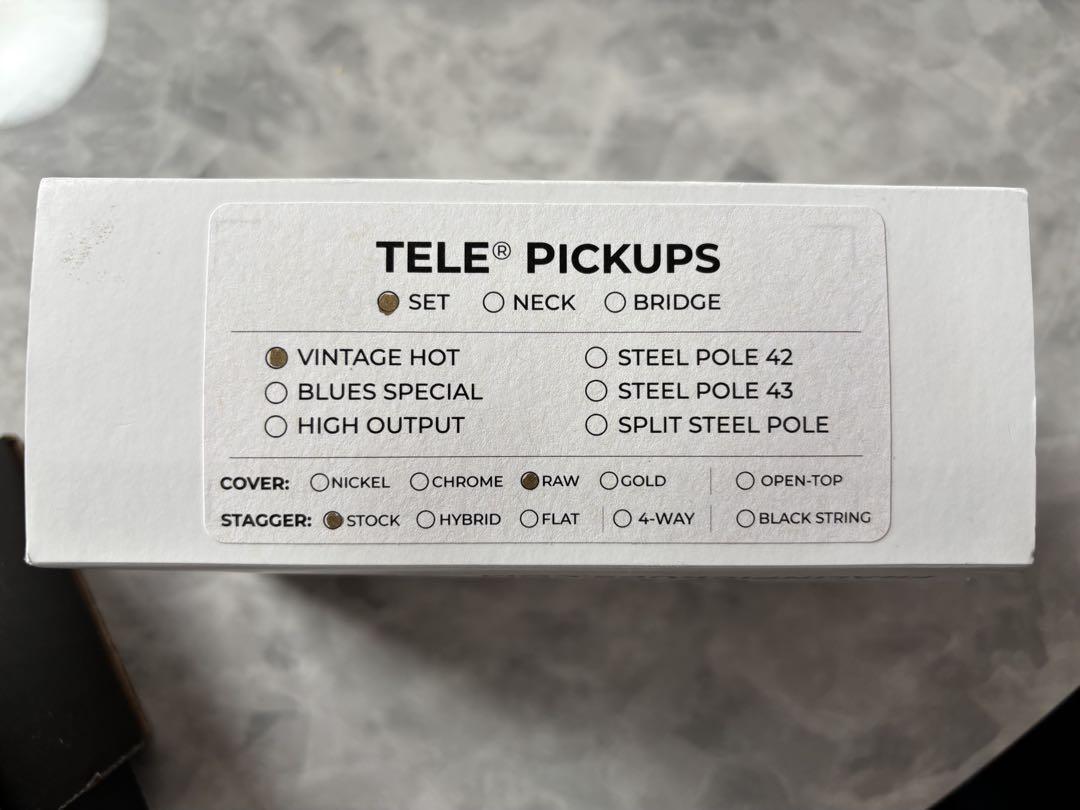 TELE® PICKUPS
SET NECK BRIDGE
VINTAGE HOT STEEL POLE 42
BLUES SPECIAL STEEL POLE 43
HIGH OUTPUT SPLIT STEEL POLE
COVER: NICKEL CHROME RAW GOLD OPEN-TOP
STAGGER: STOCK HYBRID FLAT 4-WAY BLACK STRING